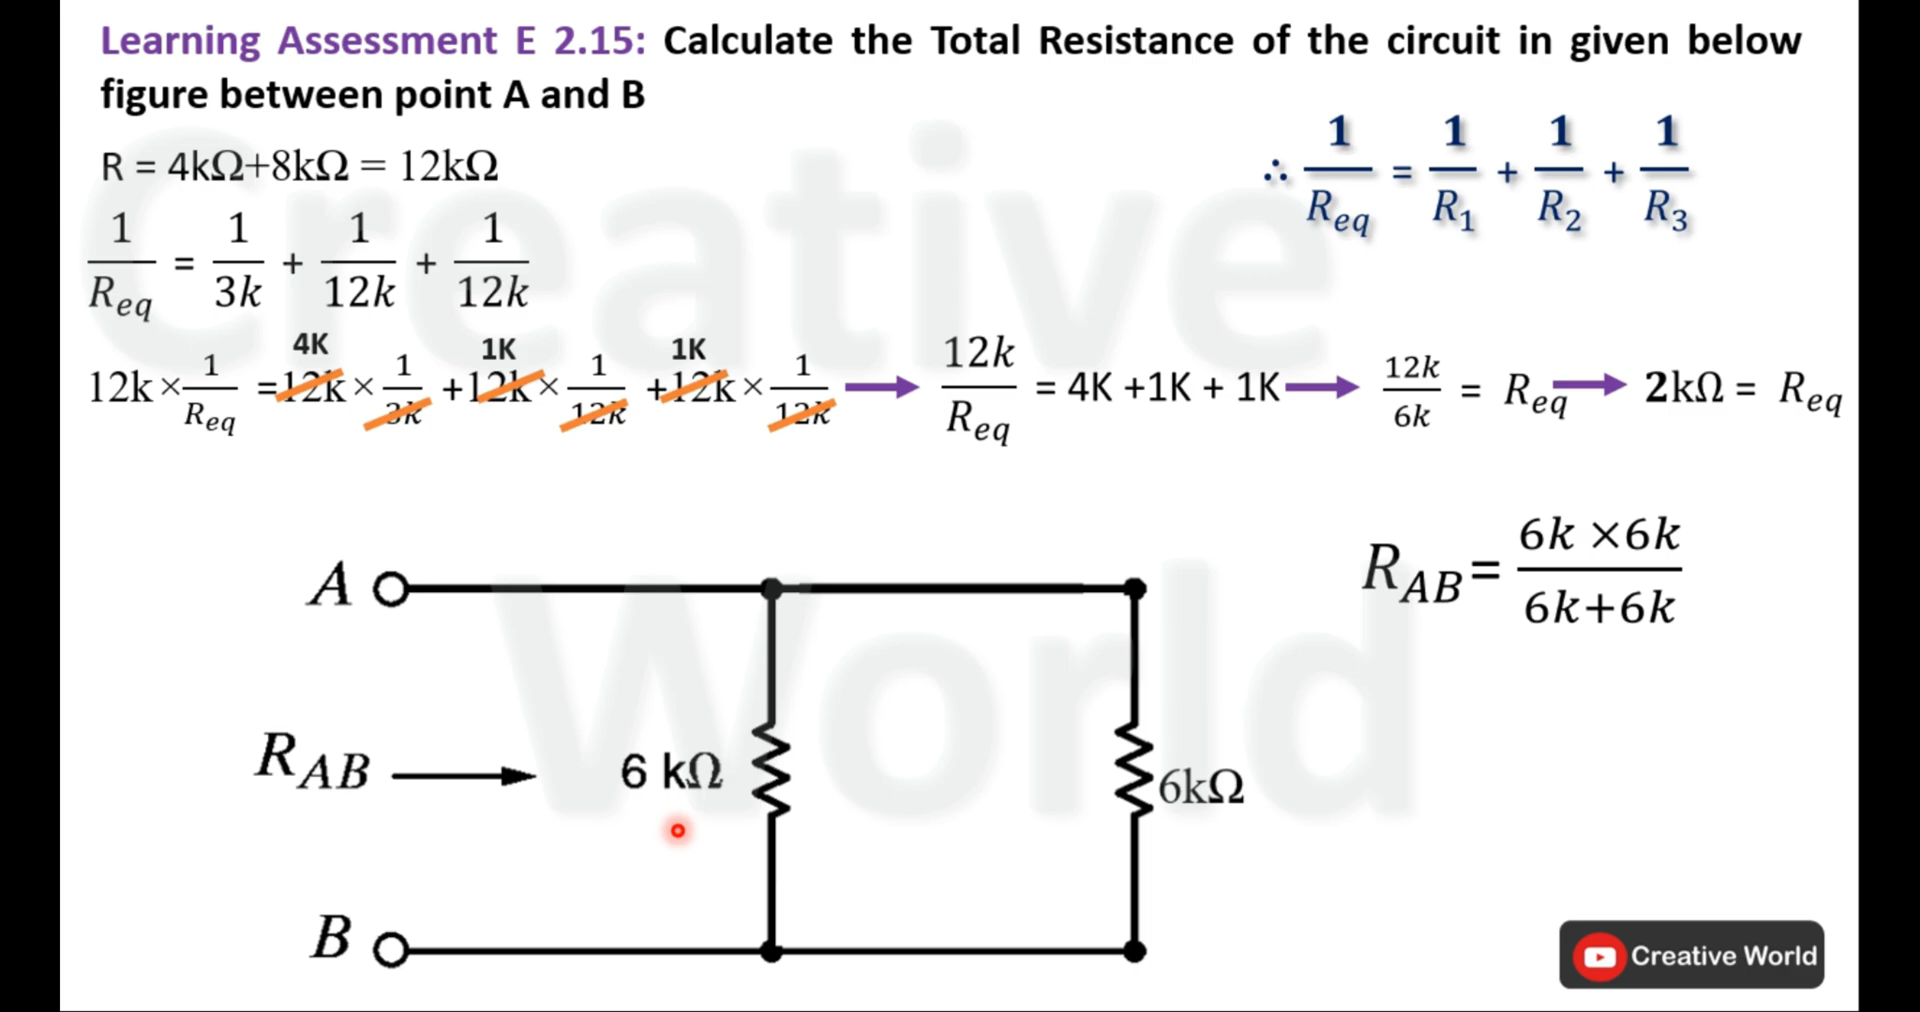 Learning Assessment E 2.15: Calculate the Total Resistance of the circuit in given below
figure between point A and B
R = 4kΩ+8kΩ = 12kΩ
∴ 1/R_eq = 1/R_1 + 1/R_2 + 1/R_3
1/R_eq = 1/3k + 1/12k + 1/12k
4K 1K 1K
12k × 1/R_eq = 12k × 1/3k + 12k × 1/12k + 12k × 1/12k → 12k/R_eq = 4K +1K + 1K → 12k/6k = R_eq → 2kΩ = R_eq
R_AB = 6k ×6k / 6k+6k
A
R_AB
6 kΩ
6kΩ
B
Creative
World
Creative World